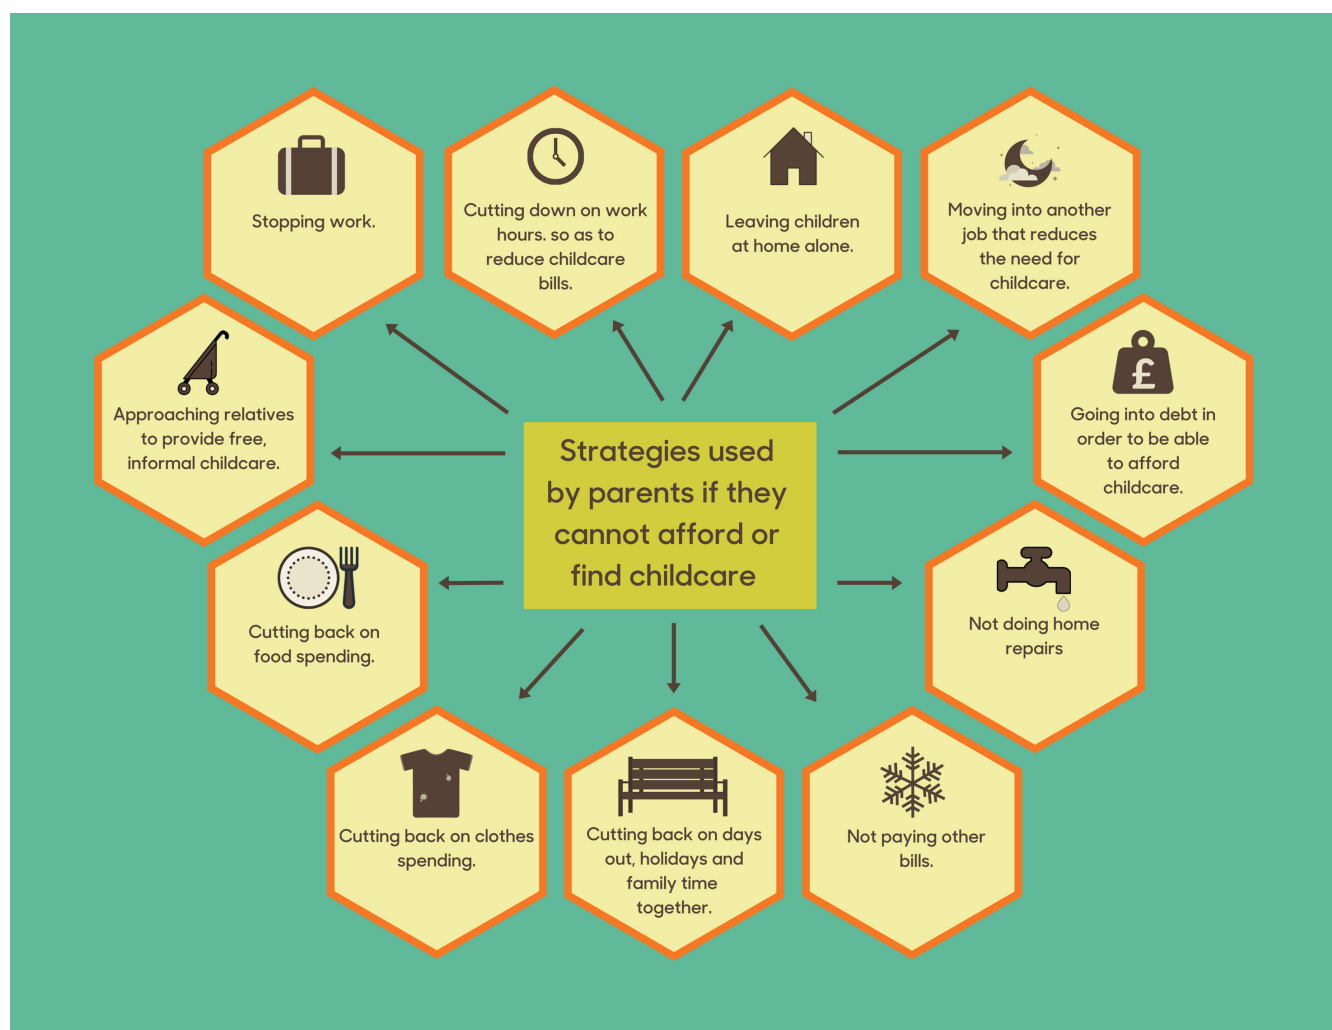 Stopping work.
Cutting down on work
hours. so as to
reduce childcare
bills.
Leaving children
at home alone.
Moving into another
job that reduces
the need for
childcare.
Approaching relatives
to provide free,
informal childcare.
Strategies used
by parents if they
cannot afford or
find childcare
£
Going into debt in
order to be able
to afford
childcare.
Cutting back on
food spending.
Not doing home
repairs
Cutting back on clothes
spending.
Cutting back on days
out, holidays and
family time
together.
Not paying other
bills.